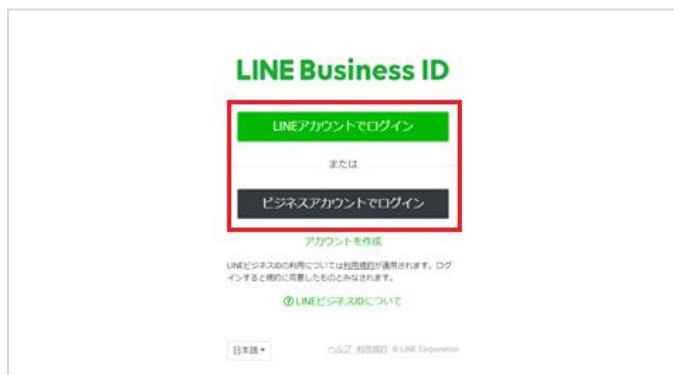 LINE Business ID
LINEアカウントでログイン
または
ビジネスアカウントでログイン
アカウントを作成
LINEビジネスIDの利用については利用規約が適用されます。ログ
インすると規約に同意したものとみなされます。
LINEビジネスIDについて
日本語
ヘルプ 利用規約 © LINE Corporation